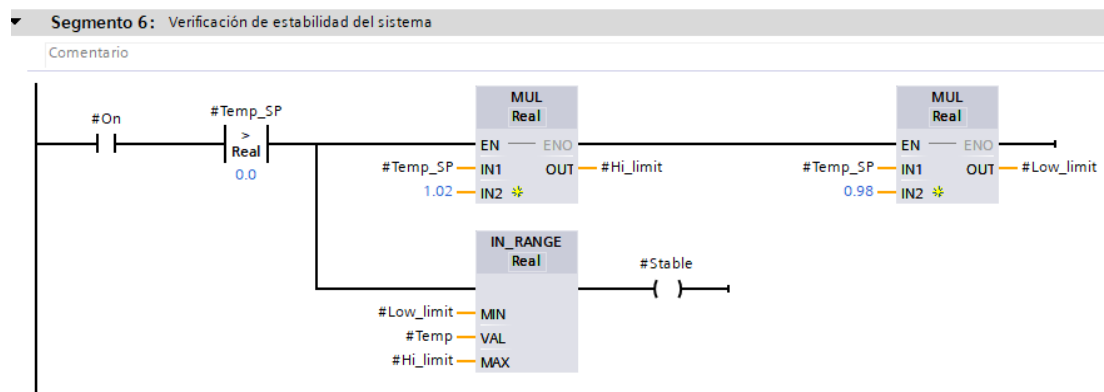 Segmento 6: Verificación de estabilidad del sistema
Comentario
#On
#Temp_SP
>
Real
0.0
MUL
Real
EN ENO
#Temp_SP IN1 OUT #Hi_limit
1.02 IN2
MUL
Real
EN ENO
#Temp_SP IN1 OUT #Low_limit
0.98 IN2
IN_RANGE
Real
#Stable
#Low_limit MIN
#Temp VAL
#Hi_limit MAX